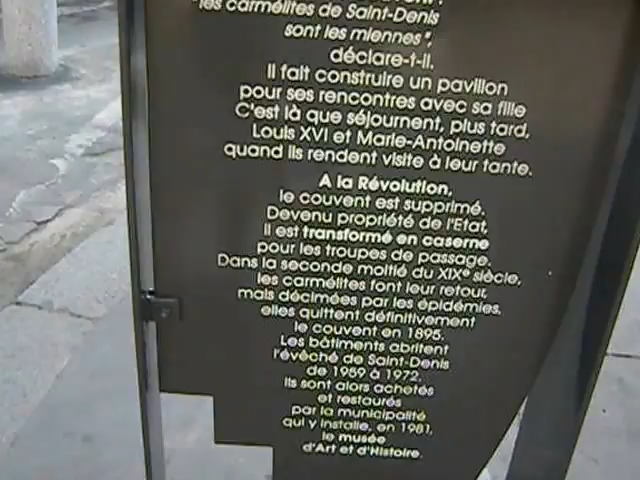 "les carmélites de Saint-Denis
sont les miennes",
déclare-t-il.
Il fait construire un pavillon
pour ses rencontres avec sa fille
C'est là que séjournent, plus tard,
Louis XVI et Marie-Antoinette
quand ils rendent visite à leur tante.
A la Révolution,
le couvent est supprimé.
Devenu propriété de l'Etat,
il est transformé en caserne
pour les troupes de passage.
Dans la seconde moitié du XIXe siècle,
les carmélites font leur retour,
mais décimées par les épidémies,
elles quittent définitivement
le couvent en 1895.
Les bâtiments abritent
l'évêché de Saint-Denis
de 1959 à 1972.
Ils sont alors achetés
et restaurés
par la municipalité
qui y installe, en 1981,
le musée
d'Art et d'Histoire.